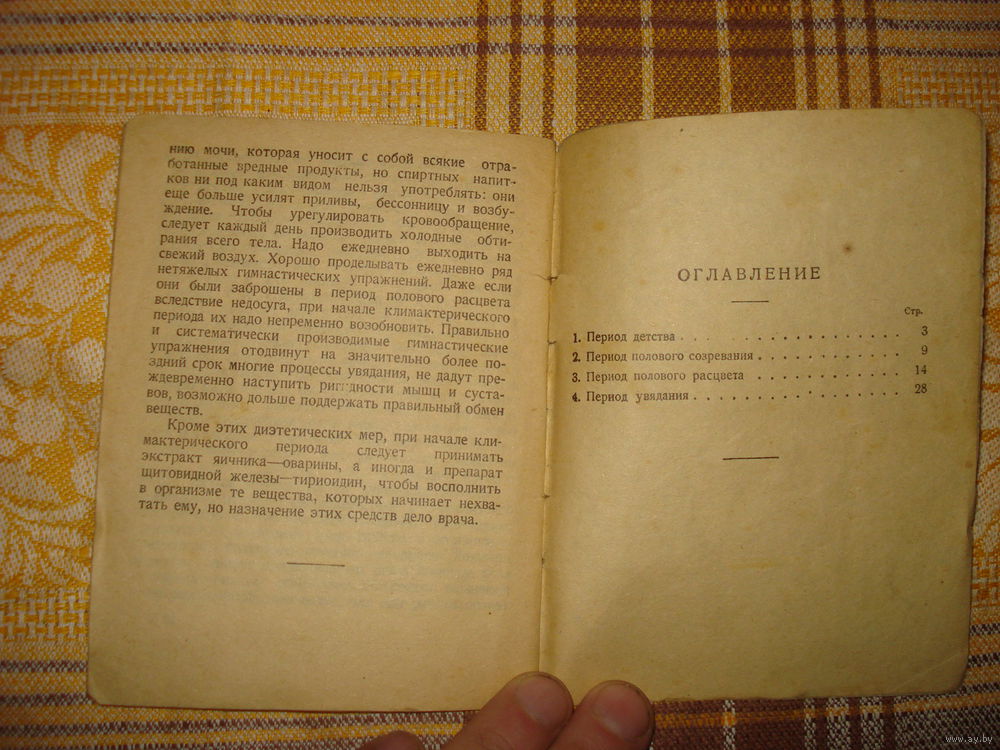 нию мочи, которая уносит с собой всякие отра-
ботанные вредные продукты, но спиртных напит-
ков ни под каким видом нельзя употреблять: они
еще больше усилят приливы, бессонницу и возбу-
ждение. Чтобы урегулировать кровообращение,
следует каждый день производить холодные обти-
рания всего тела. Надо ежедневно выходить на
свежий воздух. Хорошо проделывать ежедневно ряд
нетяжелых гимнастических упражнений. Даже если
они были заброшены в период полового расцвета
вследствие недосуга, при начале климактерического
периода их надо непременно возобновить. Правильно
и систематически производимые гимнастические
упражнения отодвинут на значительно более по-
здний срок многие процессы увядания, не дадут пре-
ждевременно наступить ригидности мышц и суста-
вов, возможно дольше поддержать правильный обмен
веществ.
Кроме этих диэтетических мер, при начале кли-
мактерического периода следует принимать
экстракт яичника—оварины, а иногда и препарат
щитовидной железы—тириоидин, чтобы восполнить
в организме те вещества, которых начинает нехва-
тать ему, но назначение этих средств дело врача.
ОГЛАВЛЕНИЕ
Стр.
1. Период детства . . . . . . . . . . . . . . . 3
2. Период полового созревания . . . . . . . . . . 9
3. Период полового расцвета . . . . . . . . . . 14
4. Период увядания . . . . . . . . . . . . . . 28
www.ay.by